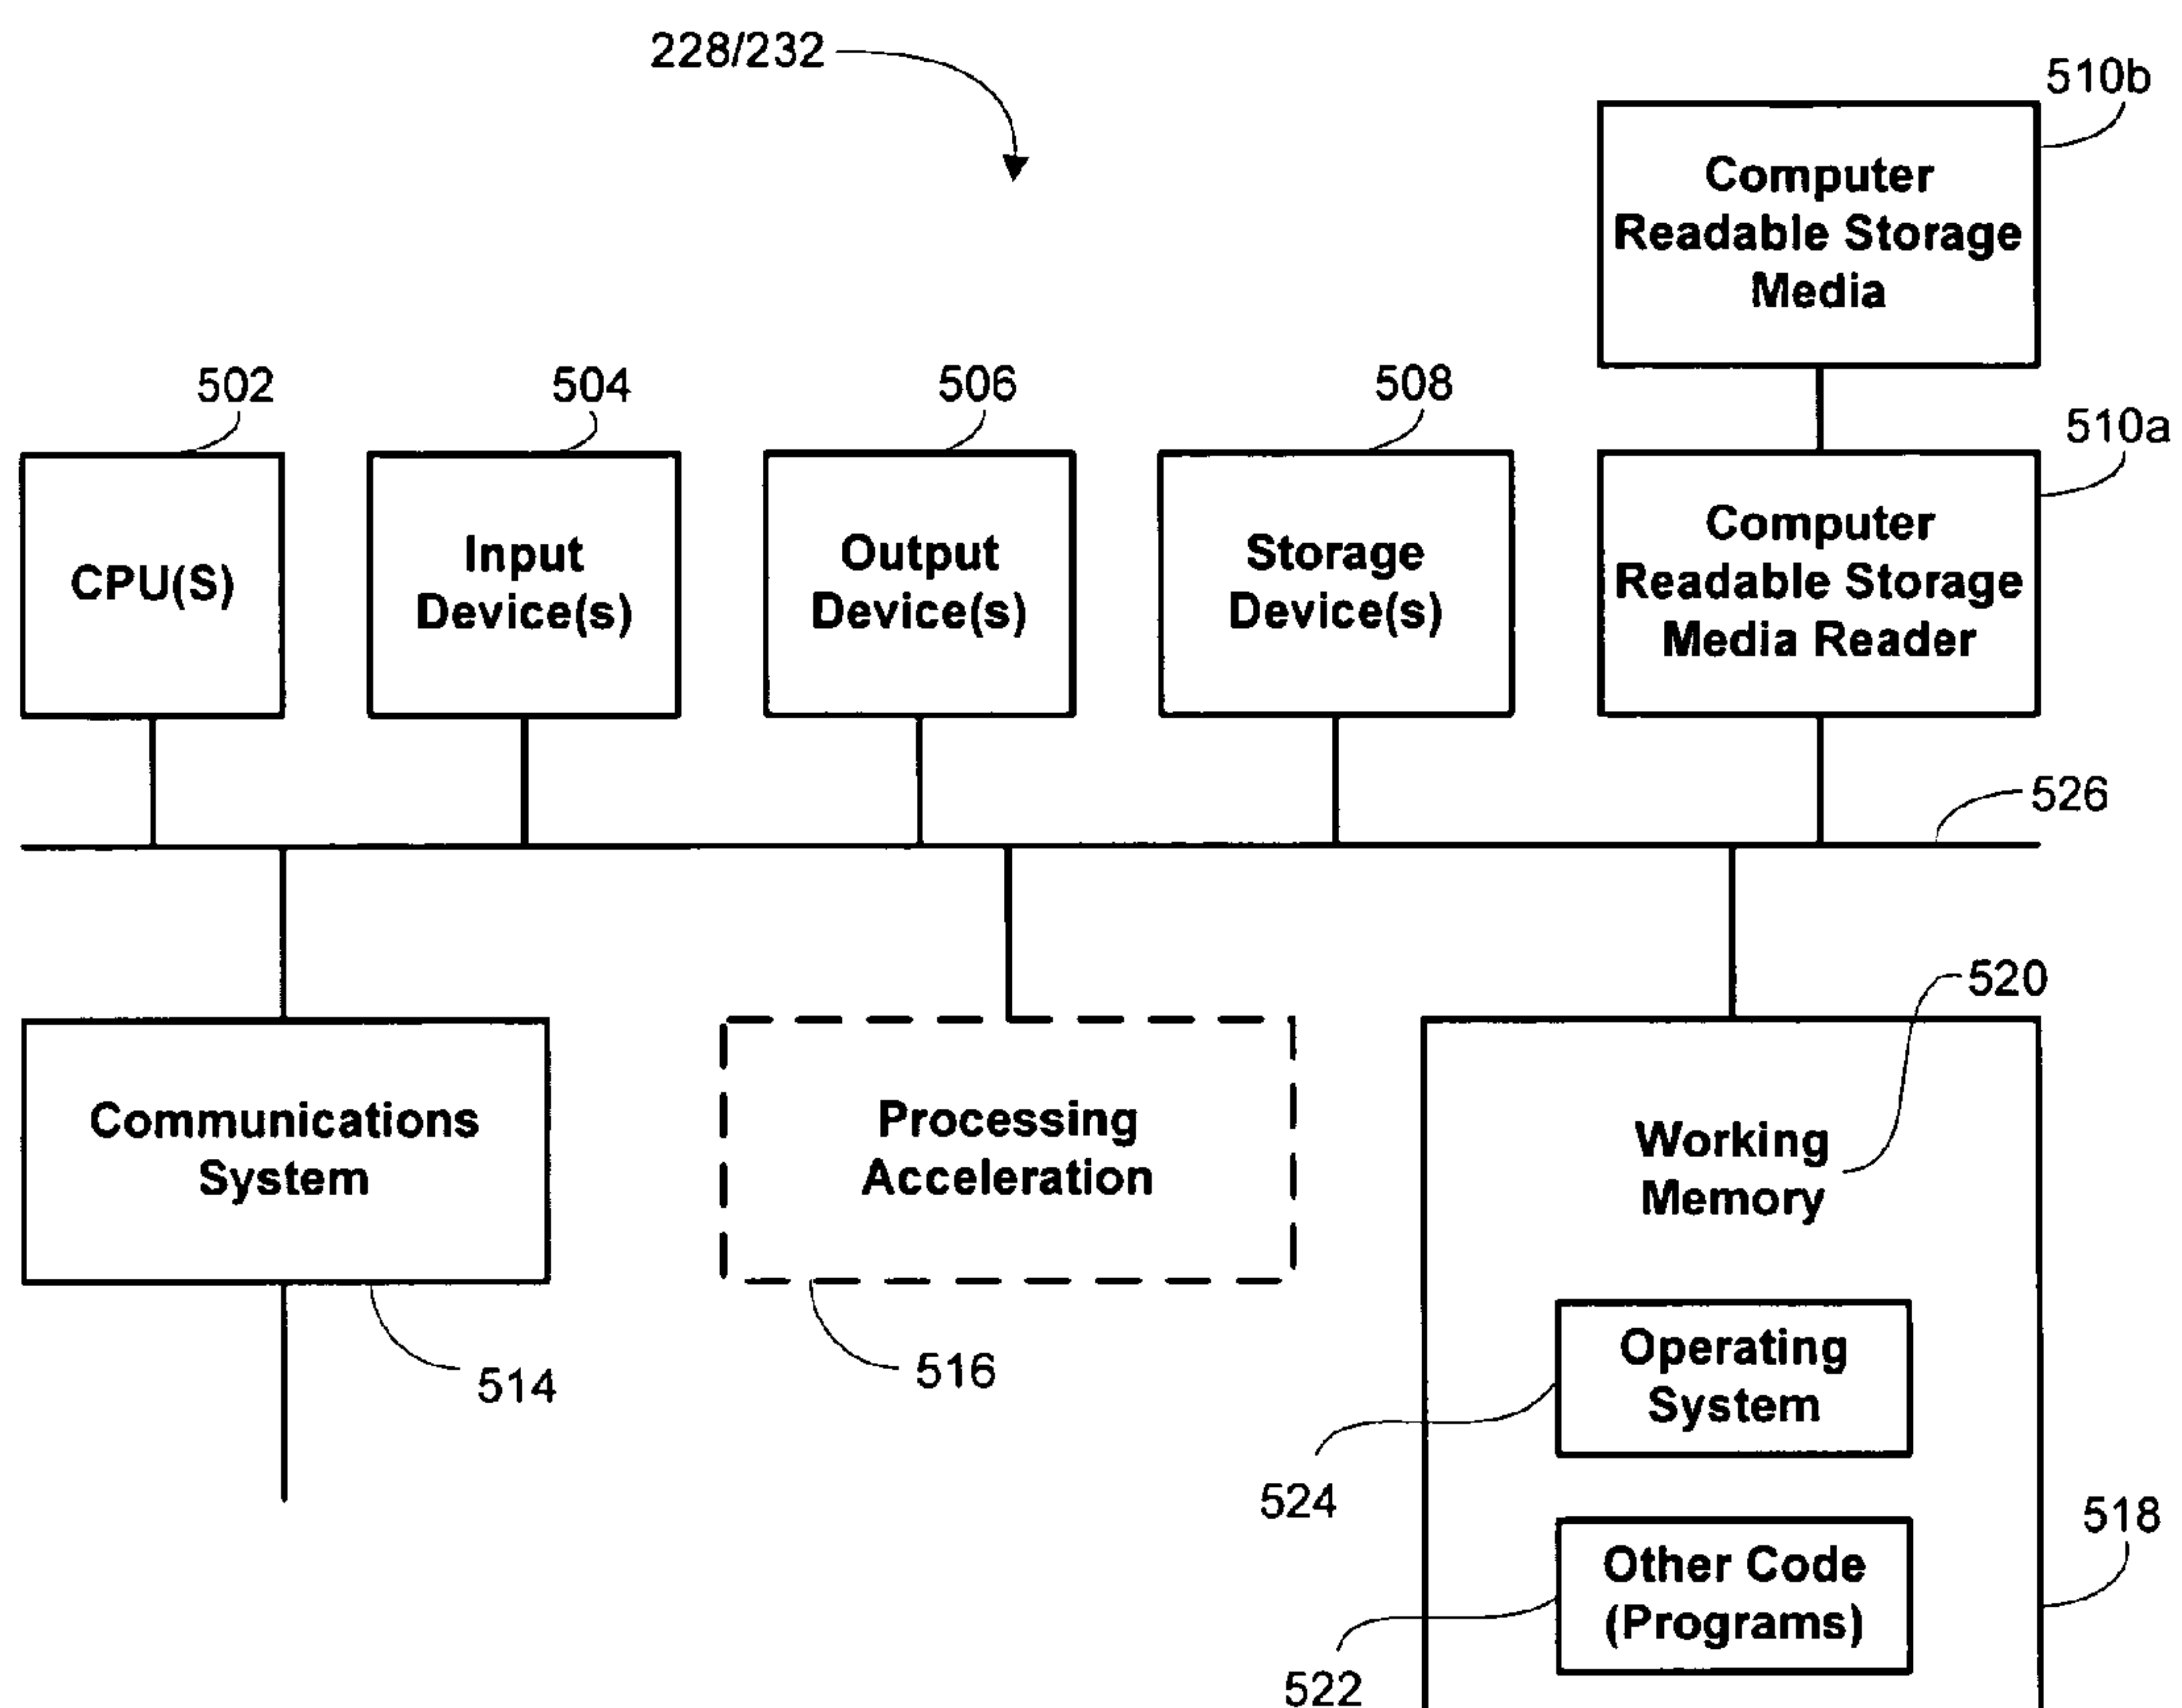 228/232
510b
Computer
Readable Storage
Media
502
504
506
508
510a
CPU(S)
Input
Device(s)
Output
Device(s)
Storage
Device(s)
Computer
Readable Storage
Media Reader
526
520
Communications
System
Processing
Acceleration
Working
Memory
514
516
Operating
System
524
518
Other Code
(Programs)
522